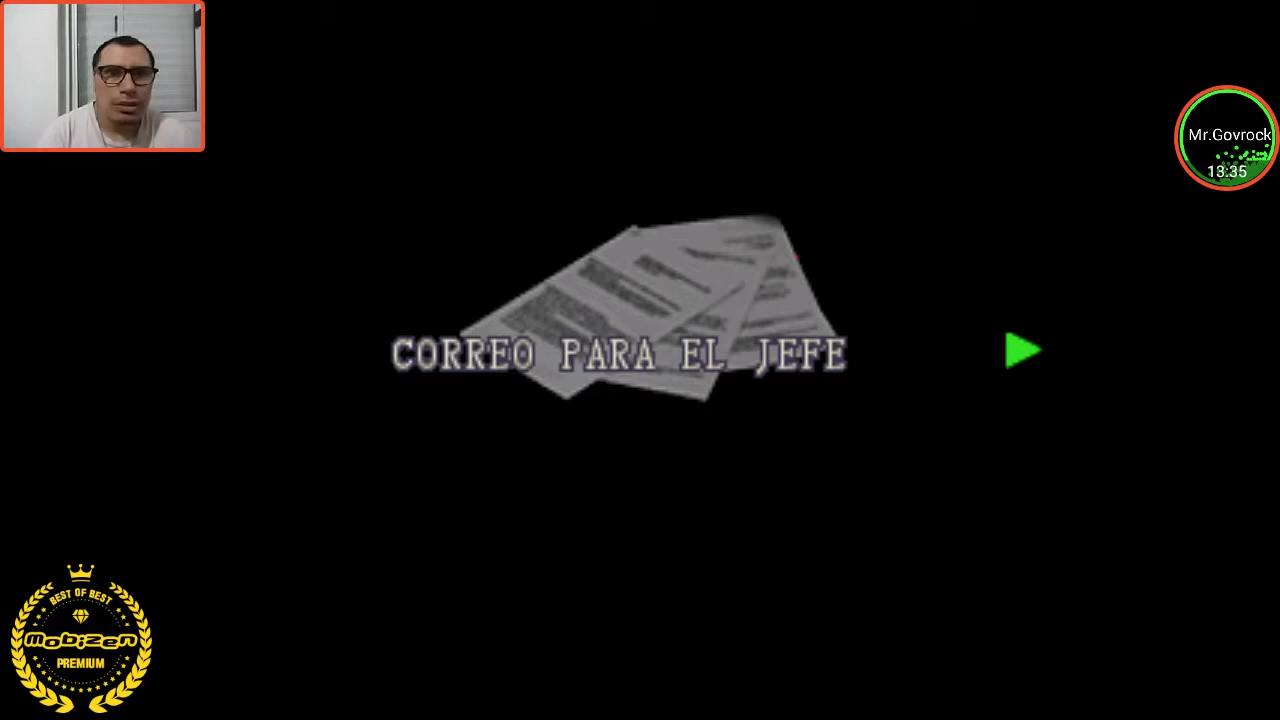 Mr.Govrock
13:35
CORREO PARA EL JEFE
BEST OF BEST
Mobizen
PREMIUM